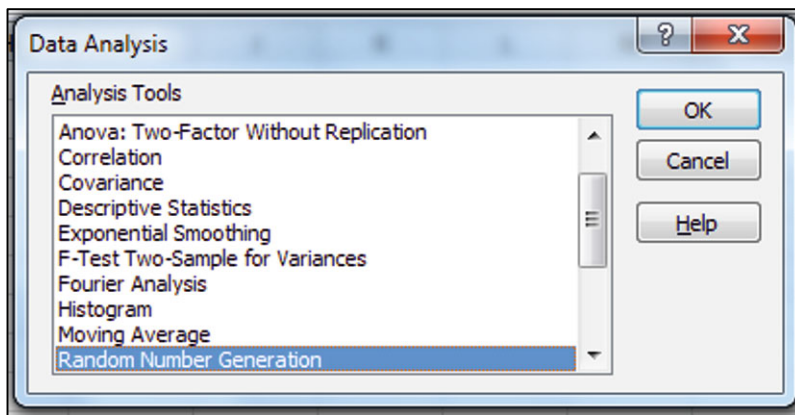 Data Analysis
?
X
Analysis Tools
Anova: Two-Factor Without Replication
Correlation
Covariance
Descriptive Statistics
Exponential Smoothing
F-Test Two-Sample for Variances
Fourier Analysis
Histogram
Moving Average
Random Number Generation
OK
Cancel
Help